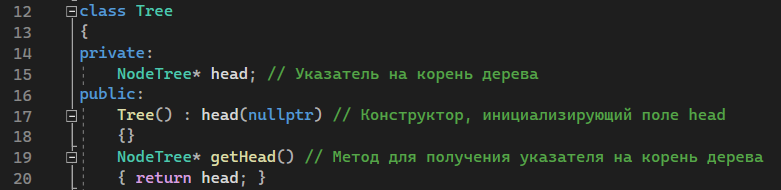 12 class Tree
13 {
14 private:
15 NodeTree* head; // Указатель на корень дерева
16 public:
17 Tree() : head(nullptr) // Конструктор, инициализирующий поле head
18 {}
19 NodeTree* getHead() // Метод для получения указателя на корень дерева
20 { return head; }